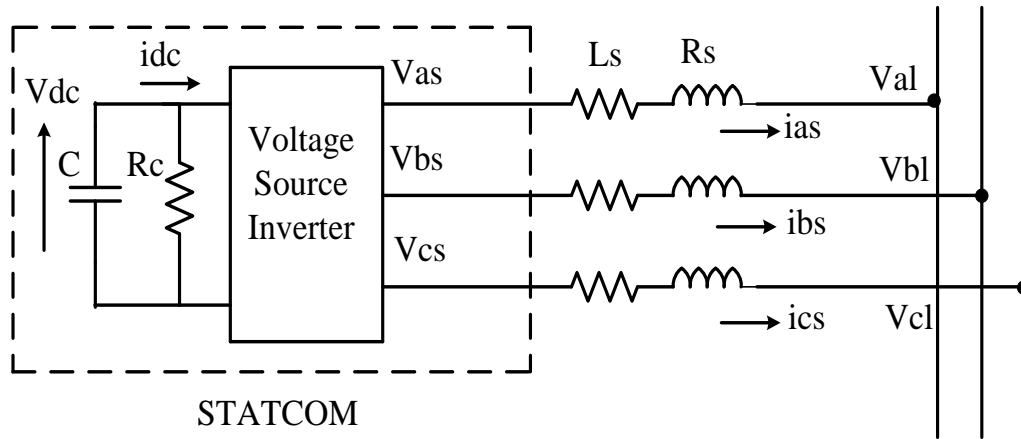 idc
Vdc
C
Rc
Voltage
Source
Inverter
Vas
Vbs
Vcs
Ls
Rs
Val
ias
Vbl
ibs
Vcl
ics
STATCOM